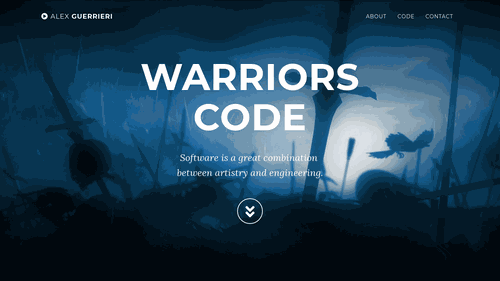 ALEX GUERRIERI
ABOUT CODE CONTACT
WARRIORS
CODE
Software is a great combination
between artistry and engineering.